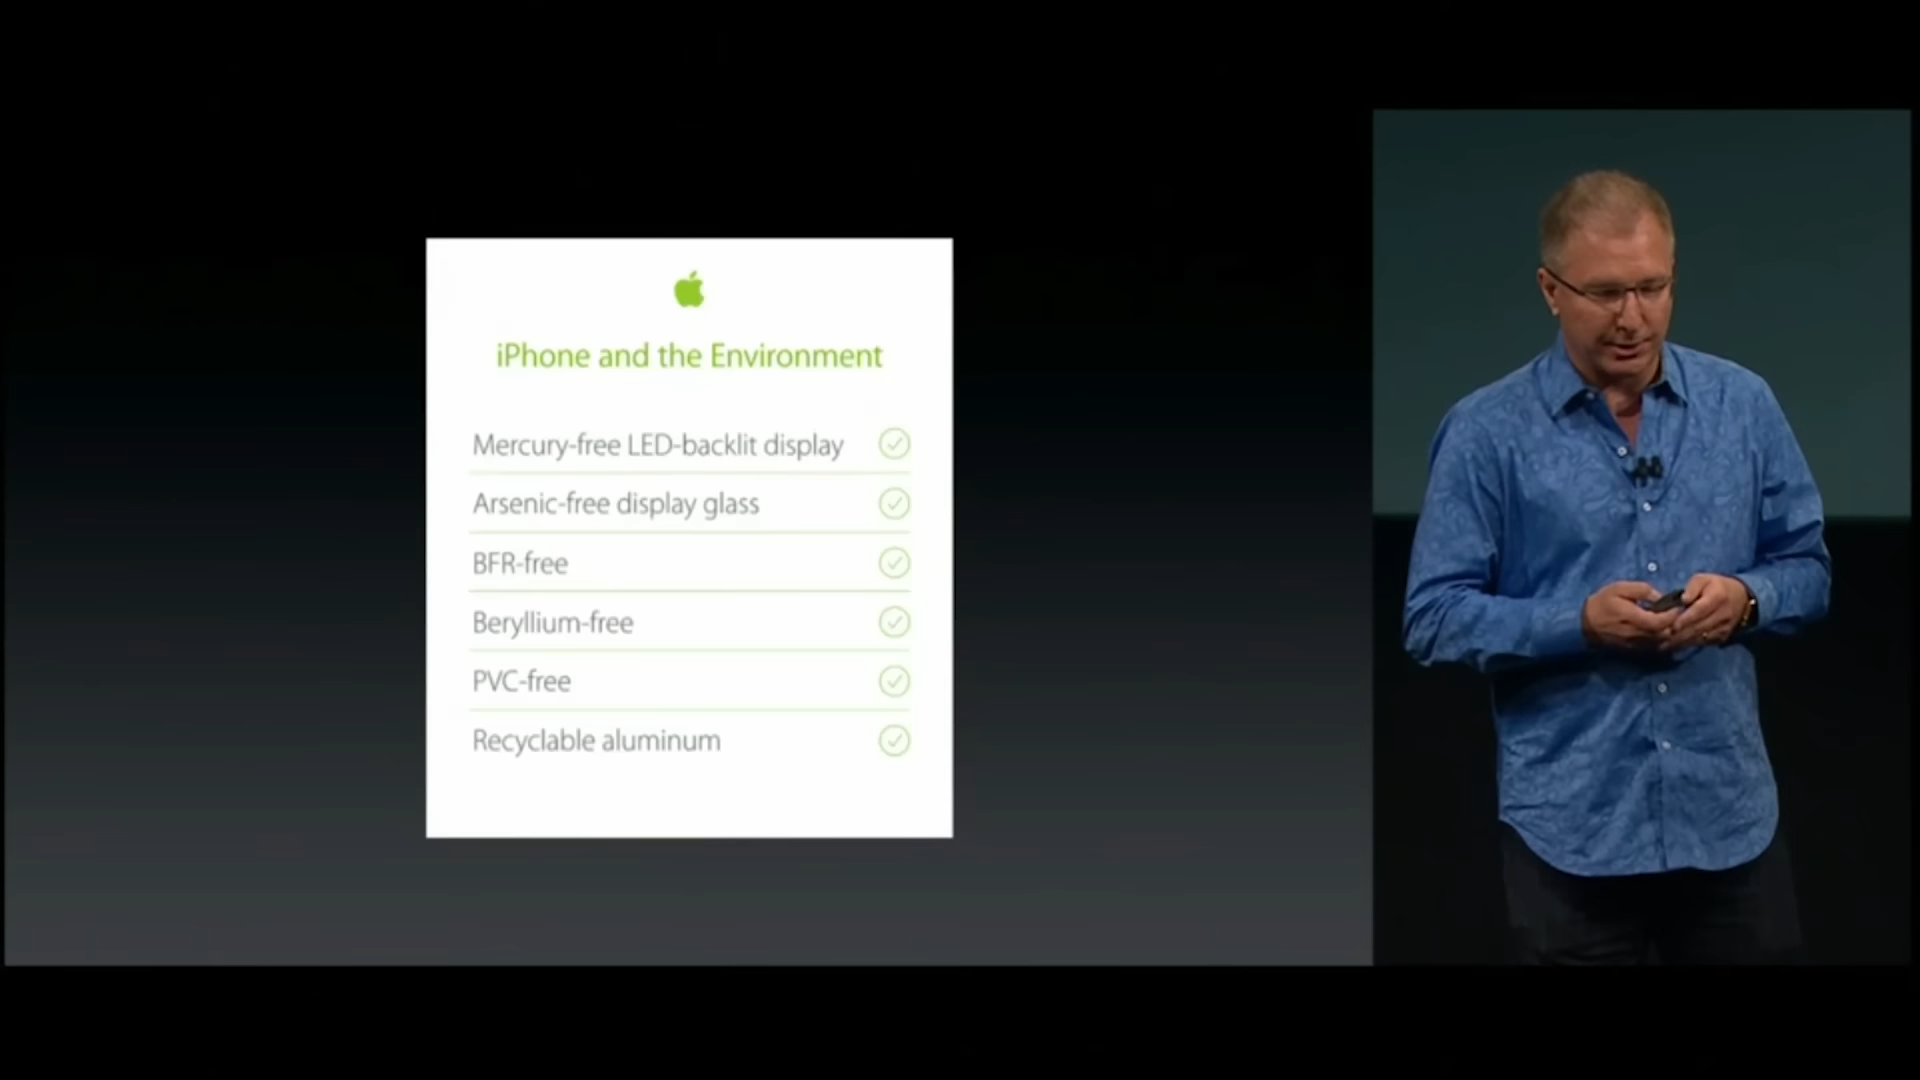 iPhone and the Environment
Mercury-free LED-backlit display
Arsenic-free display glass
BFR-free
Beryllium-free
PVC-free
Recyclable aluminum